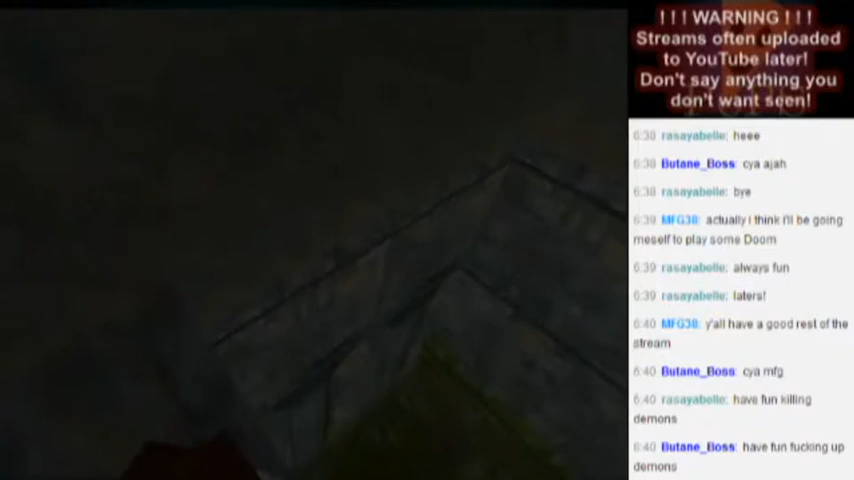 ! ! ! WARNING ! ! !
Streams often uploaded
to YouTube later!
Don't say anything you
don't want seen!
6:38 rasayabelle: heee
6:38 Butane_Boss: cya ajah
6:38 rasayabelle: bye
6:39 MFG38: actually i think i'll be going
meself to play some Doom
6:39 rasayabelle: always fun
6:39 rasayabelle: laters!
6:40 MFG38: y'all have a good rest of the
stream
6:40 Butane_Boss: cya mfg
6:40 rasayabelle: have fun killing
demons
6:40 Butane_Boss: have fun fucking up
demons